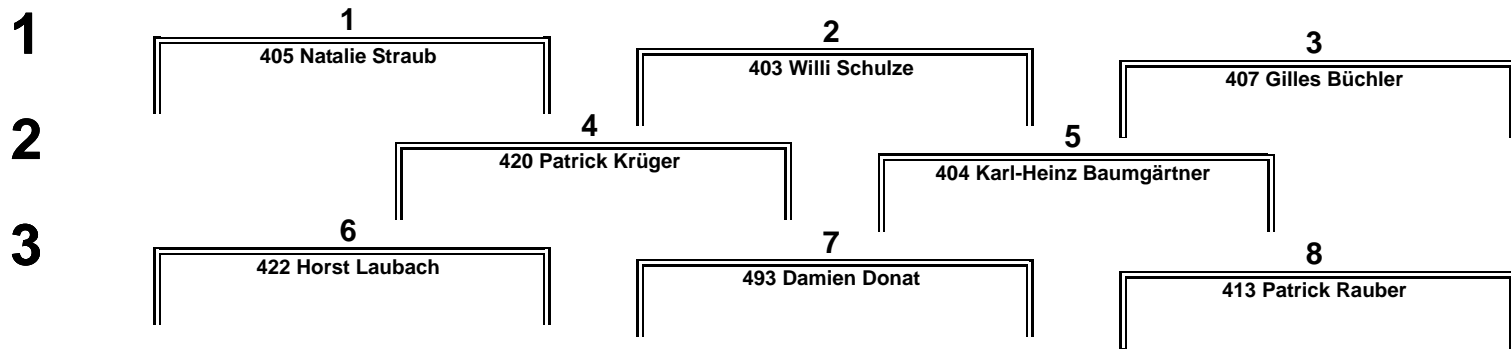 1
1
2
3
405 Natalie Straub
403 Willi Schulze
407 Gilles Büchler
2
4
5
420 Patrick Krüger
404 Karl-Heinz Baumgärtner
3
6
7
8
422 Horst Laubach
493 Damien Donat
413 Patrick Rauber